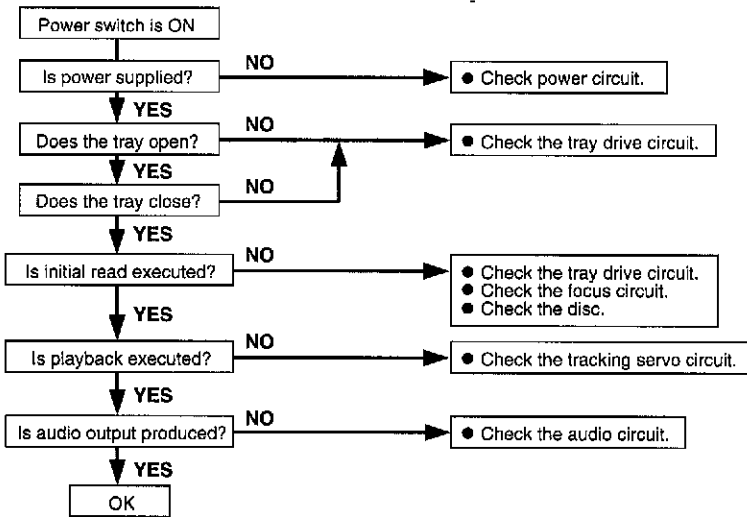 Power switch is ON
Is power supplied?
NO
● Check power circuit.
YES
Does the tray open?
NO
● Check the tray drive circuit.
YES
Does the tray close?
NO
YES
Is initial read executed?
NO
● Check the tray drive circuit.
● Check the focus circuit.
● Check the disc.
YES
Is playback executed?
NO
● Check the tracking servo circuit.
YES
Is audio output produced?
NO
● Check the audio circuit.
YES
OK